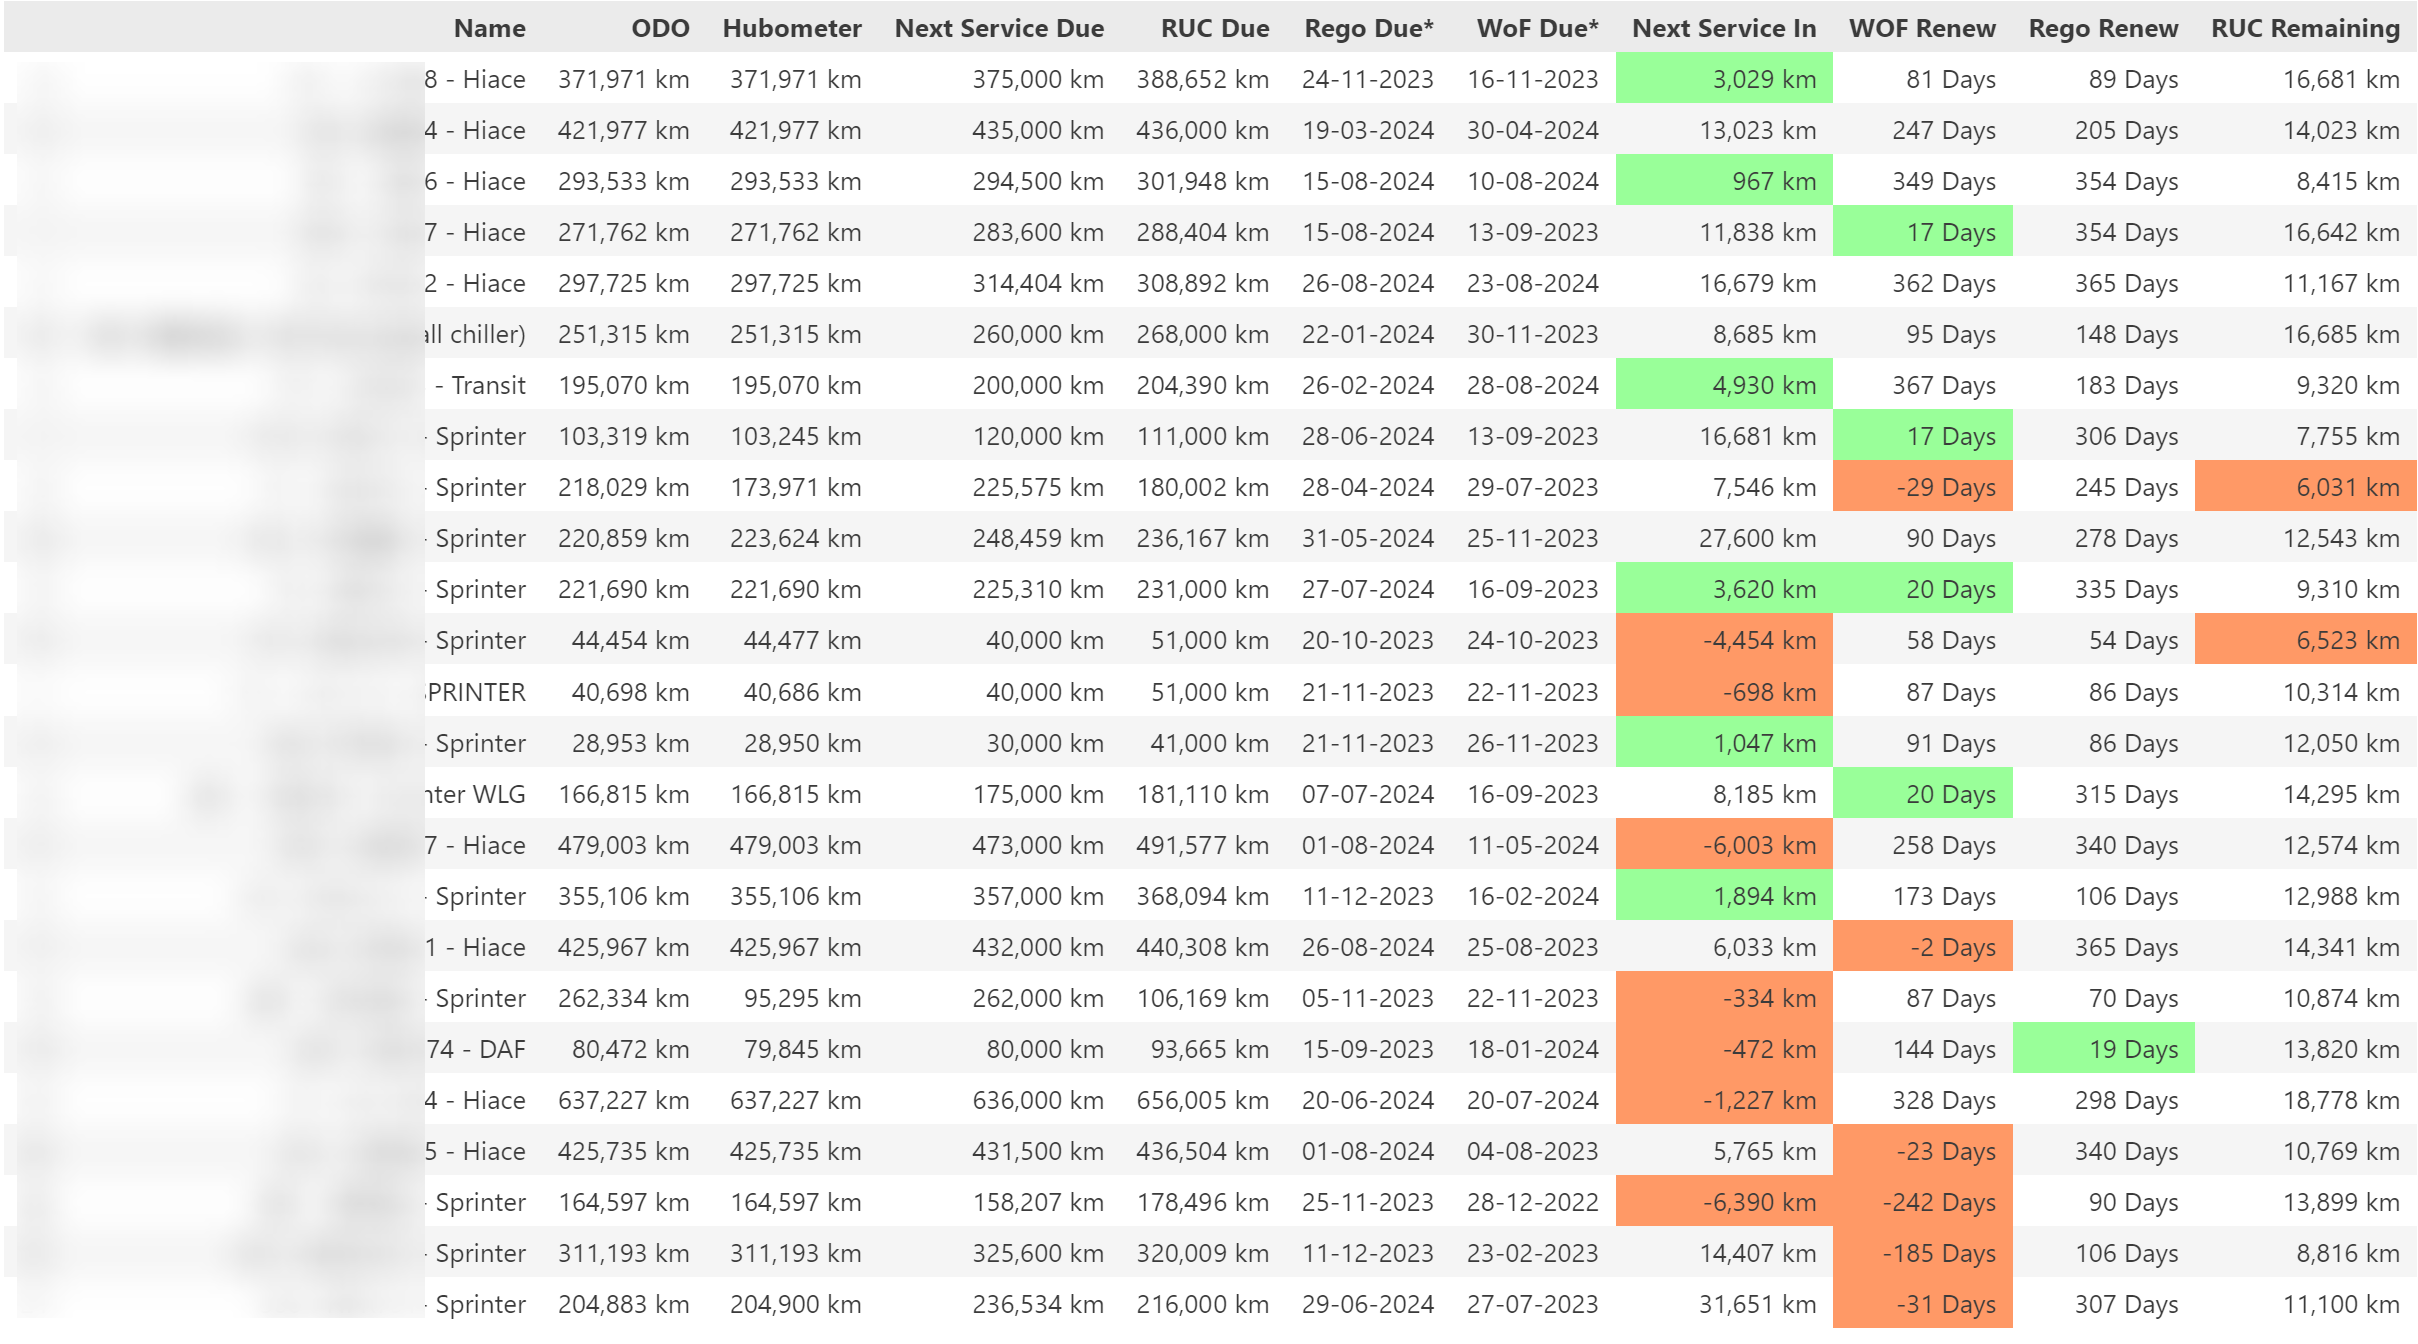 Name ODO Hubometer Next Service Due RUC Due Rego Due* WoF Due* Next Service In WOF Renew Rego Renew RUC Remaining
8 - Hiace 371,971 km 371,971 km 375,000 km 388,652 km 24-11-2023 16-11-2023 3,029 km 81 Days 89 Days 16,681 km
4 - Hiace 421,977 km 421,977 km 435,000 km 436,000 km 19-03-2024 30-04-2024 13,023 km 247 Days 205 Days 14,023 km
6 - Hiace 293,533 km 293,533 km 294,500 km 301,948 km 15-08-2024 10-08-2024 967 km 349 Days 354 Days 8,415 km
7 - Hiace 271,762 km 271,762 km 283,600 km 288,404 km 15-08-2024 13-09-2023 11,838 km 17 Days 354 Days 16,642 km
2 - Hiace 297,725 km 297,725 km 314,404 km 308,892 km 26-08-2024 23-08-2024 16,679 km 362 Days 365 Days 11,167 km
all chiller) 251,315 km 251,315 km 260,000 km 268,000 km 22-01-2024 30-11-2023 8,685 km 95 Days 148 Days 16,685 km
- Transit 195,070 km 195,070 km 200,000 km 204,390 km 26-02-2024 28-08-2024 4,930 km 367 Days 183 Days 9,320 km
- Sprinter 103,319 km 103,245 km 120,000 km 111,000 km 28-06-2024 13-09-2023 16,681 km 17 Days 306 Days 7,755 km
- Sprinter 218,029 km 173,971 km 225,575 km 180,002 km 28-04-2024 29-07-2023 7,546 km -29 Days 245 Days 6,031 km
- Sprinter 220,859 km 223,624 km 248,459 km 236,167 km 31-05-2024 25-11-2023 27,600 km 90 Days 278 Days 12,543 km
- Sprinter 221,690 km 221,690 km 225,310 km 231,000 km 27-07-2024 16-09-2023 3,620 km 20 Days 335 Days 9,310 km
- Sprinter 44,454 km 44,477 km 40,000 km 51,000 km 20-10-2023 24-10-2023 -4,454 km 58 Days 54 Days 6,523 km
SPRINTER 40,698 km 40,686 km 40,000 km 51,000 km 21-11-2023 22-11-2023 -698 km 87 Days 86 Days 10,314 km
- Sprinter 28,953 km 28,950 km 30,000 km 41,000 km 21-11-2023 26-11-2023 1,047 km 91 Days 86 Days 12,050 km
nter WLG 166,815 km 166,815 km 175,000 km 181,110 km 07-07-2024 16-09-2023 8,185 km 20 Days 315 Days 14,295 km
7 - Hiace 479,003 km 479,003 km 473,000 km 491,577 km 01-08-2024 11-05-2024 -6,003 km 258 Days 340 Days 12,574 km
- Sprinter 355,106 km 355,106 km 357,000 km 368,094 km 11-12-2023 16-02-2024 1,894 km 173 Days 106 Days 12,988 km
1 - Hiace 425,967 km 425,967 km 432,000 km 440,308 km 26-08-2024 25-08-2023 6,033 km -2 Days 365 Days 14,341 km
- Sprinter 262,334 km 95,295 km 262,000 km 106,169 km 05-11-2023 22-11-2023 -334 km 87 Days 70 Days 10,874 km
74 - DAF 80,472 km 79,845 km 80,000 km 93,665 km 15-09-2023 18-01-2024 -472 km 144 Days 19 Days 13,820 km
4 - Hiace 637,227 km 637,227 km 636,000 km 656,005 km 20-06-2024 20-07-2024 -1,227 km 328 Days 298 Days 18,778 km
5 - Hiace 425,735 km 425,735 km 431,500 km 436,504 km 01-08-2024 04-08-2023 5,765 km -23 Days 340 Days 10,769 km
- Sprinter 164,597 km 164,597 km 158,207 km 178,496 km 25-11-2023 28-12-2022 -6,390 km -242 Days 90 Days 13,899 km
- Sprinter 311,193 km 311,193 km 325,600 km 320,009 km 11-12-2023 23-02-2023 14,407 km -185 Days 106 Days 8,816 km
- Sprinter 204,883 km 204,900 km 236,534 km 216,000 km 29-06-2024 27-07-2023 31,651 km -31 Days 307 Days 11,100 km